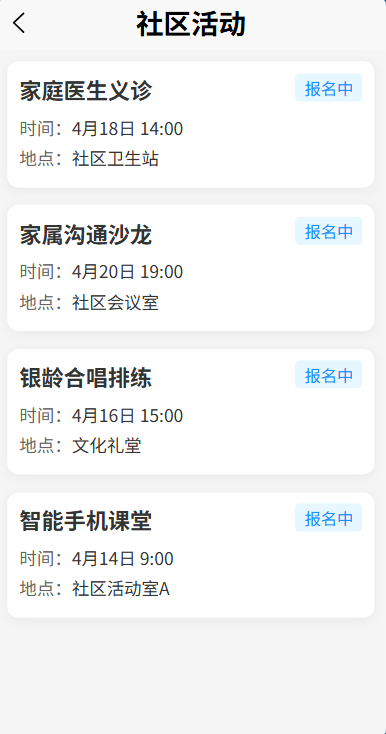 社区活动
家庭医生义诊 报名中
时间：4月18日 14:00
地点：社区卫生站
家属沟通沙龙 报名中
时间：4月20日 19:00
地点：社区会议室
银龄合唱排练 报名中
时间：4月16日 15:00
地点：文化礼堂
智能手机课堂 报名中
时间：4月14日 9:00
地点：社区活动室A